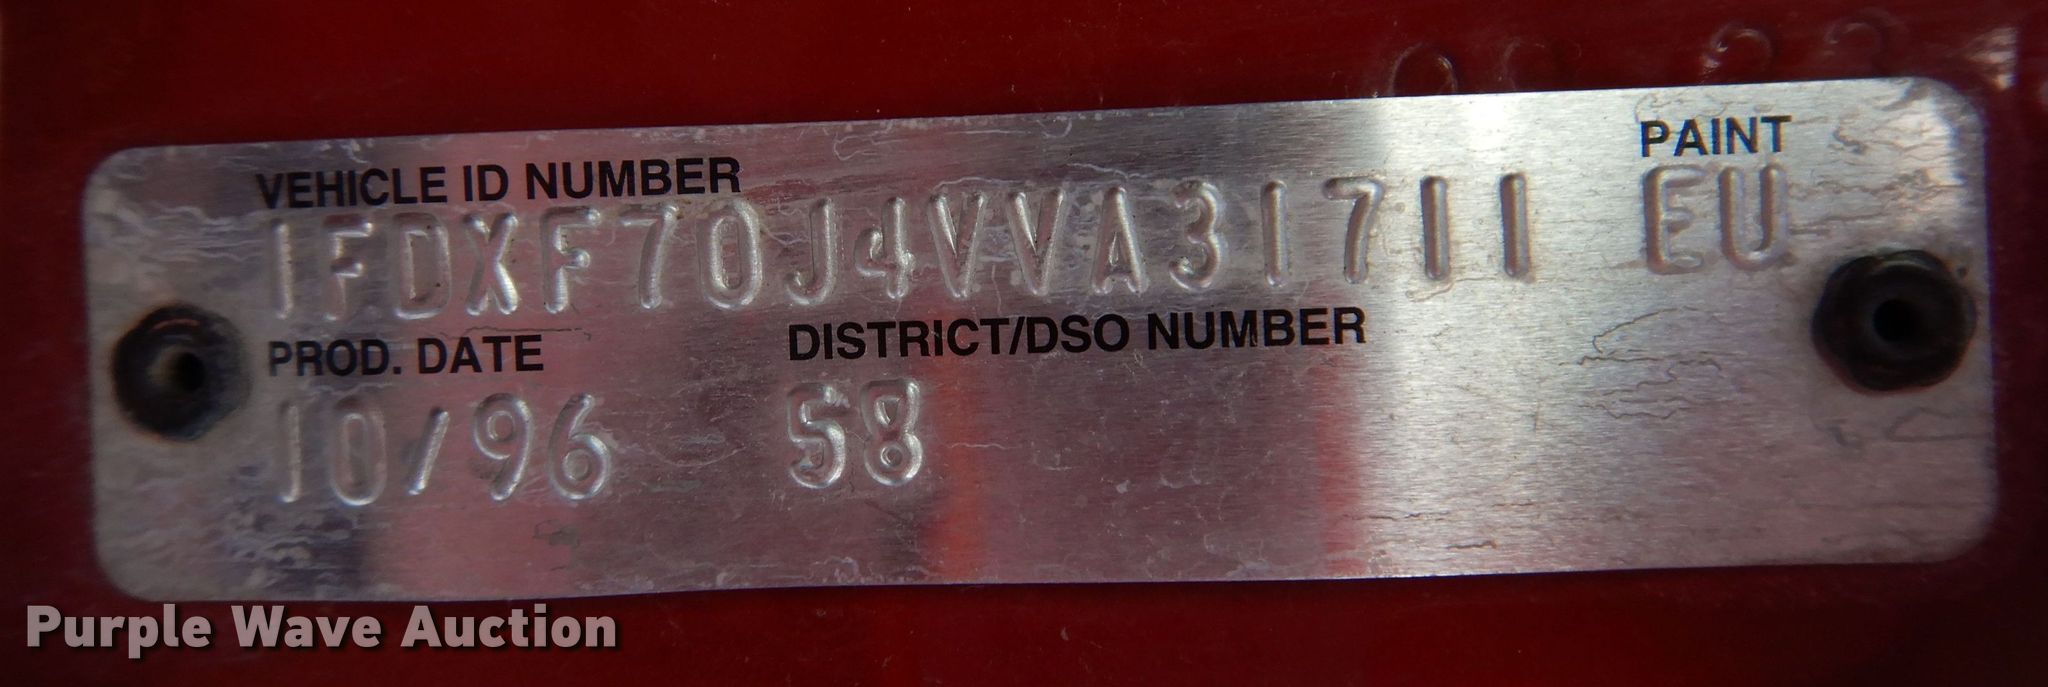 PAINT
VEHICLE ID NUMBER
1FDXF70J4VVA31711 EU
PROD. DATE DISTRICT/DSO NUMBER
10/96 58
Purple Wave Auction